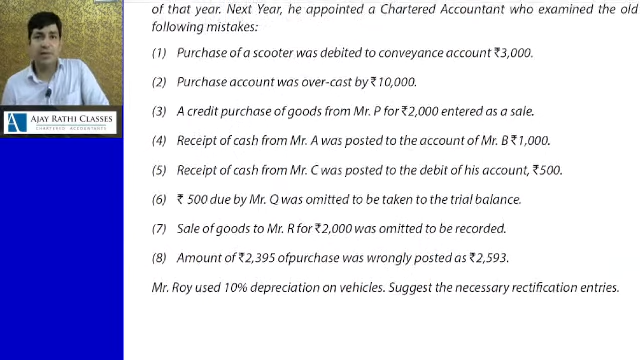 of that year. Next Year, he appointed a Chartered Accountant who examined the old
following mistakes:
(1) Purchase of a scooter was debited to conveyance account ₹3,000.
(2) Purchase account was over-cast by ₹10,000.
(3) A credit purchase of goods from Mr. P for ₹2,000 entered as a sale.
(4) Receipt of cash from Mr. A was posted to the account of Mr. B ₹1,000.
(5) Receipt of cash from Mr. C was posted to the debit of his account, ₹500.
(6) ₹ 500 due by Mr. Q was omitted to be taken to the trial balance.
(7) Sale of goods to Mr. R for ₹2,000 was omitted to be recorded.
(8) Amount of ₹2,395 ofpurchase was wrongly posted as ₹2,593.
Mr. Roy used 10% depreciation on vehicles. Suggest the necessary rectification entries.
AJAY RATHI CLASSES
CHARTERED ACCOUNTANTS